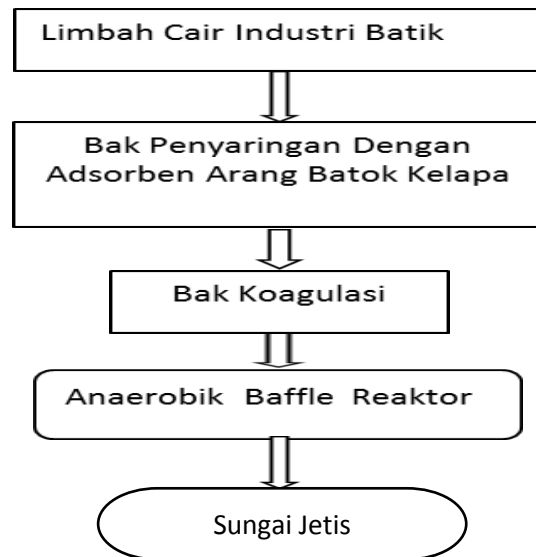 Limbah Cair Industri Batik
Bak Penyaringan Dengan
Adsorben Arang Batok Kelapa
Bak Koagulasi
Anaerobik Baffle Reaktor
Sungai Jetis